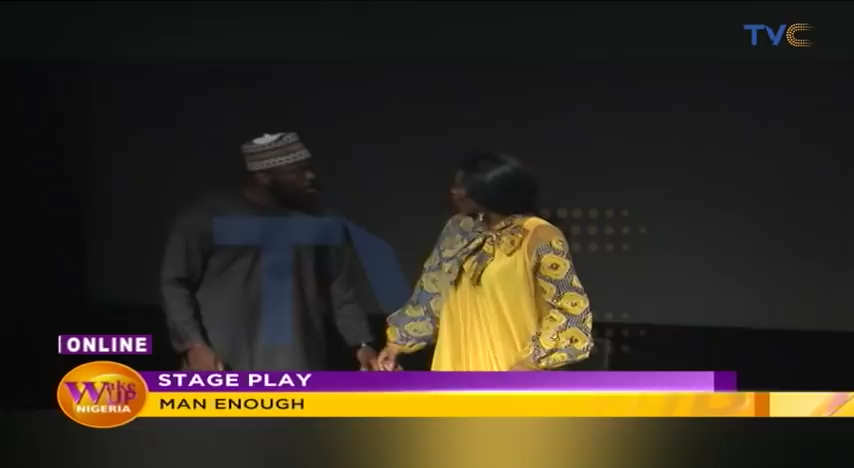 TVC
ONLINE
STAGE PLAY
Wake
UP
NIGERIA
MAN ENOUGH